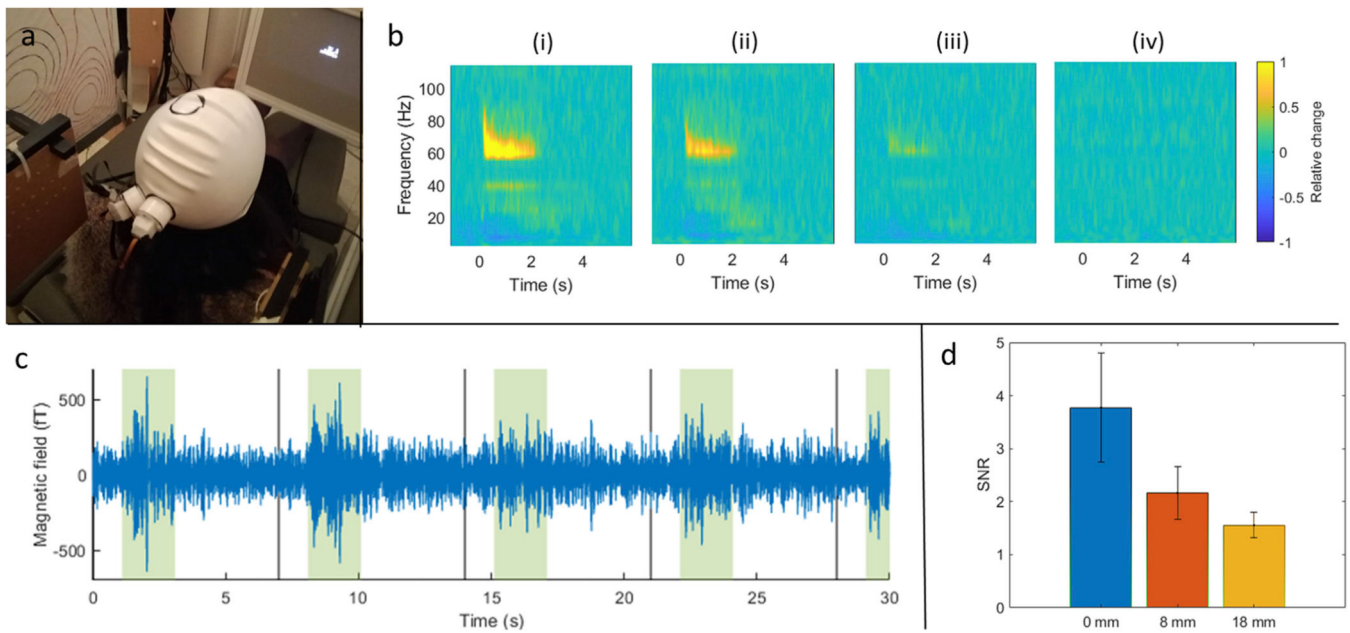 a
b
(i) (ii) (iii) (iv)
Frequency (Hz)
100
80
60
40
20
0 2 4
0 2 4
0 2 4
0 2 4
Time (s) Time (s) Time (s) Time (s)
1
0.5
0
-0.5
-1
Relative change
c
Magnetic field (fT)
500
0
-500
0 5 10 15 20 25 30
Time (s)
d
SNR
5
4
3
2
1
0
0 mm 8 mm 18 mm